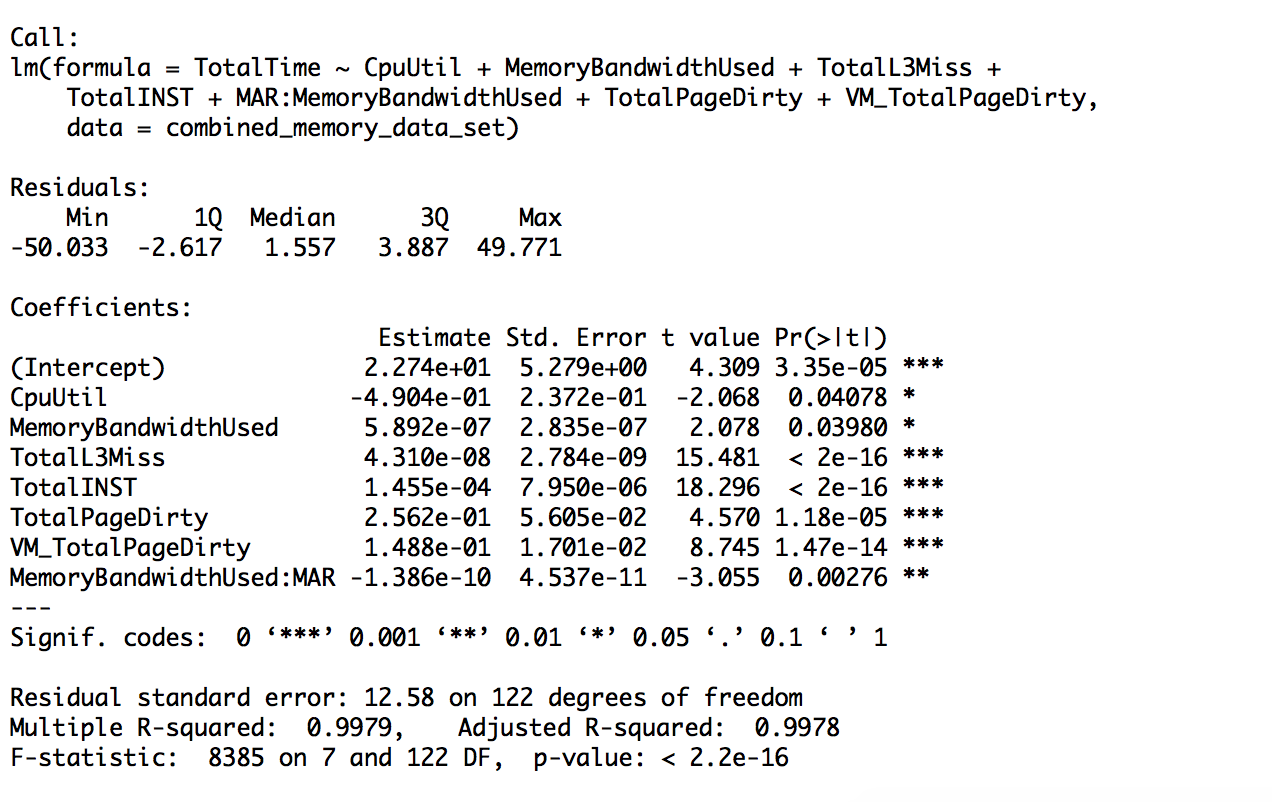 Call:
lm(formula = TotalTime ~ CpuUtil + MemoryBandwidthUsed + TotalL3Miss +
    TotalINST + MAR:MemoryBandwidthUsed + TotalPageDirty + VM_TotalPageDirty,
    data = combined_memory_data_set)

Residuals:
    Min      1Q  Median      3Q     Max
-50.033  -2.617   1.557   3.887  49.771

Coefficients:
                          Estimate Std. Error t value Pr(>|t|)
(Intercept)              2.274e+01  5.279e+00   4.309 3.35e-05 ***
CpuUtil                 -4.904e-01  2.372e-01  -2.068  0.04078 *
MemoryBandwidthUsed      5.892e-07  2.835e-07   2.078  0.03980 *
TotalL3Miss              4.310e-08  2.784e-09  15.481  < 2e-16 ***
TotalINST                1.455e-04  7.950e-06  18.296  < 2e-16 ***
TotalPageDirty           2.562e-01  5.605e-02   4.570 1.18e-05 ***
VM_TotalPageDirty        1.488e-01  1.701e-02   8.745 1.47e-14 ***
MemoryBandwidthUsed:MAR -1.386e-10  4.537e-11  -3.055  0.00276 **
---
Signif. codes:  0 ‘***’ 0.001 ‘**’ 0.01 ‘*’ 0.05 ‘.’ 0.1 ‘ ’ 1

Residual standard error: 12.58 on 122 degrees of freedom
Multiple R-squared:  0.9979,    Adjusted R-squared:  0.9978
F-statistic:  8385 on 7 and 122 DF,  p-value: < 2.2e-16